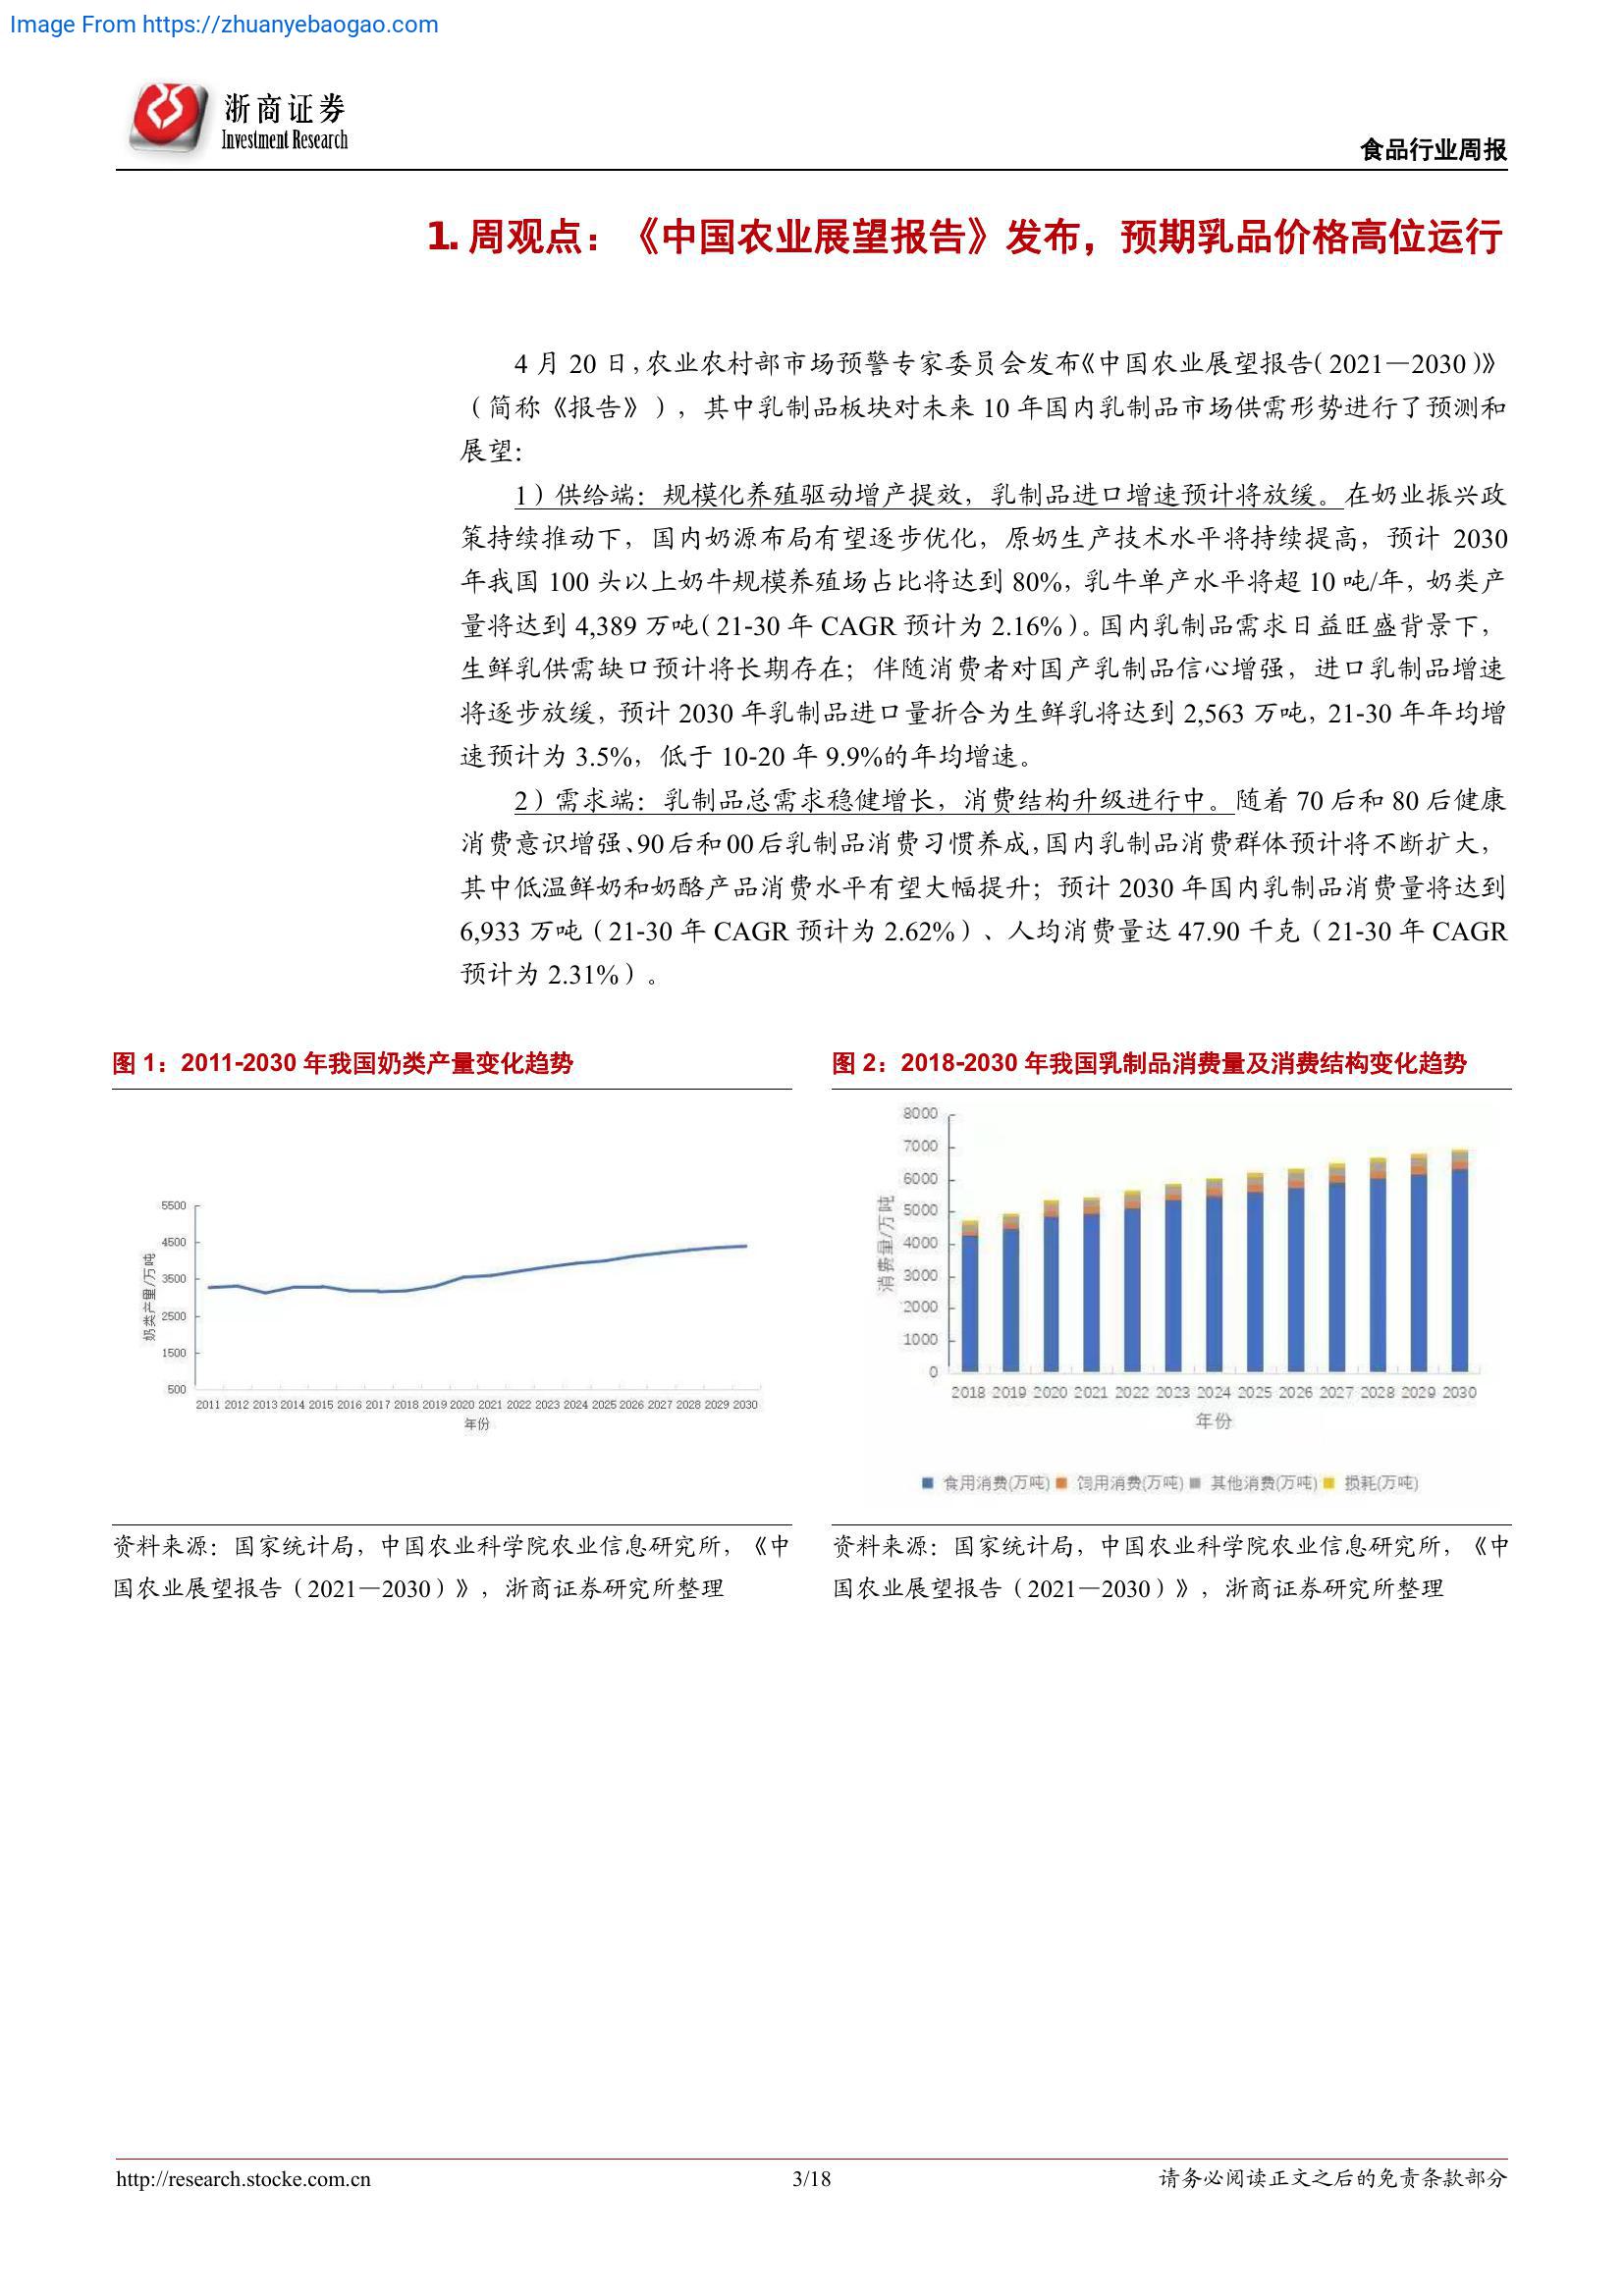 Image From https://zhuanyebaogao.com
浙商证券
Investment Research
食品行业周报
1. 周观点：《中国农业展望报告》发布，预期乳品价格高位运行
4 月 20 日，农业农村部市场预警专家委员会发布《中国农业展望报告（2021—2030）》
（简称《报告》），其中乳制品板块对未来 10 年国内乳制品市场供需形势进行了预测和
展望：
1）供给端：规模化养殖驱动增产提效，乳制品进口增速预计将放缓。在奶业振兴政
策持续推动下，国内奶源布局有望逐步优化，原奶生产技术水平将持续提高，预计 2030
年我国 100 头以上奶牛规模养殖场占比将达到 80%，乳牛单产水平将超 10 吨/年，奶类产
量将达到 4,389 万吨（21-30 年 CAGR 预计为 2.16%）。国内乳制品需求日益旺盛背景下，
生鲜乳供需缺口预计将长期存在；伴随消费者对国产乳制品信心增强，进口乳制品增速
将逐步放缓，预计 2030 年乳制品进口量折合为生鲜乳将达到 2,563 万吨，21-30 年年均增
速预计为 3.5%，低于 10-20 年 9.9%的年均增速。
2）需求端：乳制品总需求稳健增长，消费结构升级进行中。随着 70 后和 80 后健康
消费意识增强、90 后和 00 后乳制品消费习惯养成，国内乳制品消费群体预计将不断扩大，
其中低温鲜奶和奶酪产品消费水平有望大幅提升；预计 2030 年国内乳制品消费量将达到
6,933 万吨（21-30 年 CAGR 预计为 2.62%）、人均消费量达 47.90 千克（21-30 年 CAGR
预计为 2.31%）。
图 1：2011-2030 年我国奶类产量变化趋势
5500
4500
3500
2500
1500
500
奶类产量/万吨
2011 2012 2013 2014 2015 2016 2017 2018 2019 2020 2021 2022 2023 2024 2025 2026 2027 2028 2029 2030
年份
资料来源：国家统计局，中国农业科学院农业信息研究所，《中
国农业展望报告（2021—2030）》，浙商证券研究所整理
图 2：2018-2030 年我国乳制品消费量及消费结构变化趋势
8000
7000
6000
5000
4000
3000
2000
1000
0
消费量/万吨
2018 2019 2020 2021 2022 2023 2024 2025 2026 2027 2028 2029 2030
年份
食用消费(万吨) 饲用消费(万吨) 其他消费(万吨) 损耗(万吨)
资料来源：国家统计局，中国农业科学院农业信息研究所，《中
国农业展望报告（2021—2030）》，浙商证券研究所整理
http://research.stocke.com.cn
3/18
请务必阅读正文之后的免责条款部分